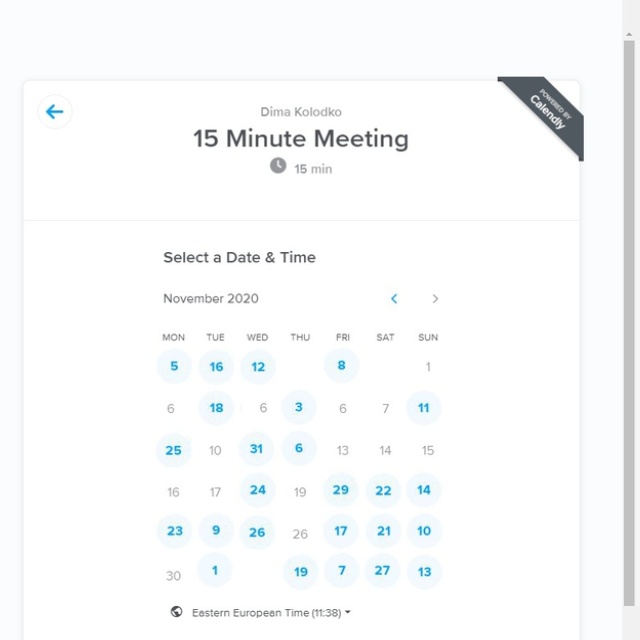 POWERED BY
Calendly
Dima Kolodko
15 Minute Meeting
15 min
Select a Date & Time
November 2020
MON TUE WED THU FRI SAT SUN
5 16 12 8 1
6 18 6 3 6 7 11
25 10 31 6 13 14 15
16 17 24 19 29 22 14
23 9 26 26 17 21 10
30 1 19 7 27 13
Eastern European Time (11:38)